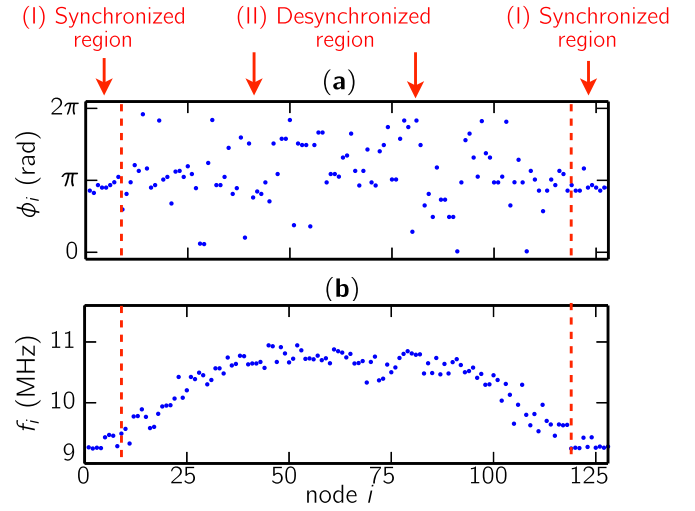 (I) Synchronized region
(II) Desynchronized region
(I) Synchronized region
(a)
2π
π
0
ϕi (rad)
(b)
11
10
9
fi (MHz)
0 25 50 75 100 125
node i